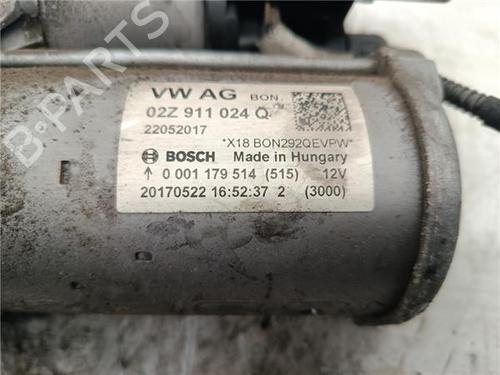 VW AG BON.
02Z 911 024 Q
22052017
*X18 BON292QEVPW*
BOSCH Made in Hungary
↑ 0 001 179 514 (515) 12V
20170522 16:52:37 2 (3000)
B-PARTS